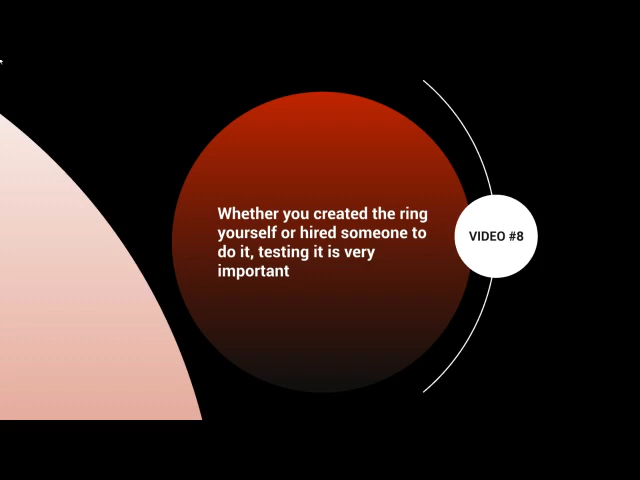 Whether you created the ring
yourself or hired someone to
do it, testing it is very
important
VIDEO #8